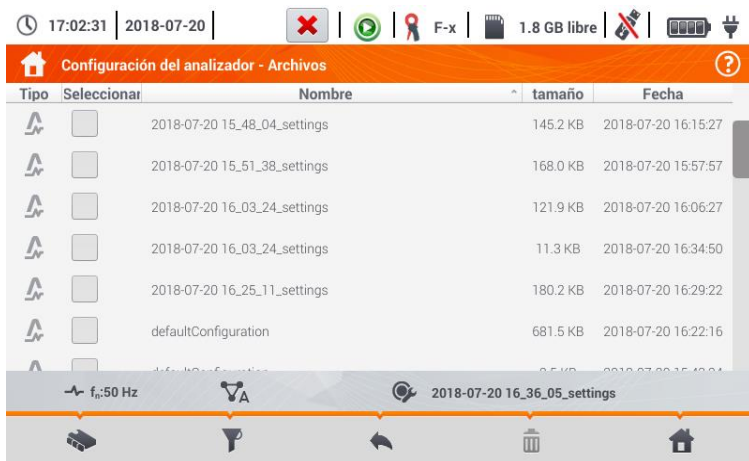 17:02:31 2018-07-20 F-x 1.8 GB libre
Configuración del analizador - Archivos ?
Tipo Seleccionar Nombre tamaño Fecha
2018-07-20 15_48_04_settings 145.2 KB 2018-07-20 16:15:27
2018-07-20 15_51_38_settings 168.0 KB 2018-07-20 15:57:57
2018-07-20 16_03_24_settings 121.9 KB 2018-07-20 16:06:27
2018-07-20 16_03_24_settings 11.3 KB 2018-07-20 16:34:50
2018-07-20 16_25_11_settings 180.2 KB 2018-07-20 16:29:22
defaultConfiguration 681.5 KB 2018-07-20 16:22:16
fn:50 Hz A 2018-07-20 16_36_05_settings